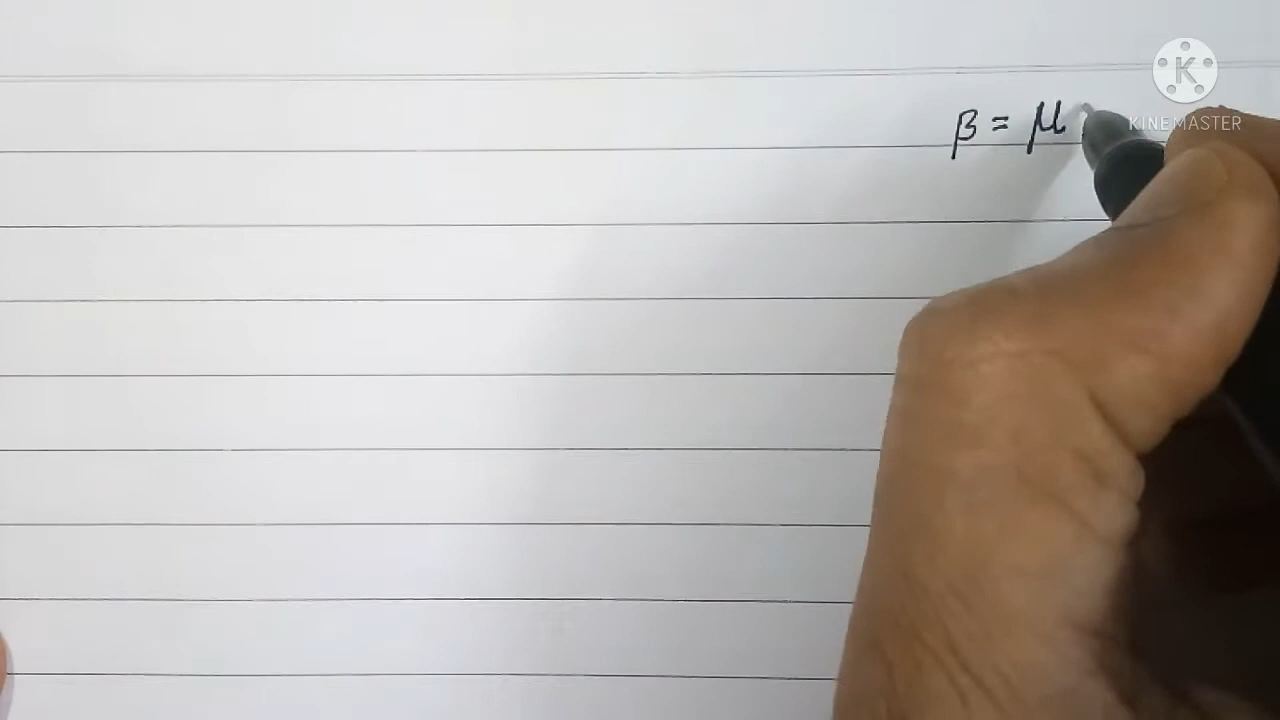 β = μ
K
KINEMASTER